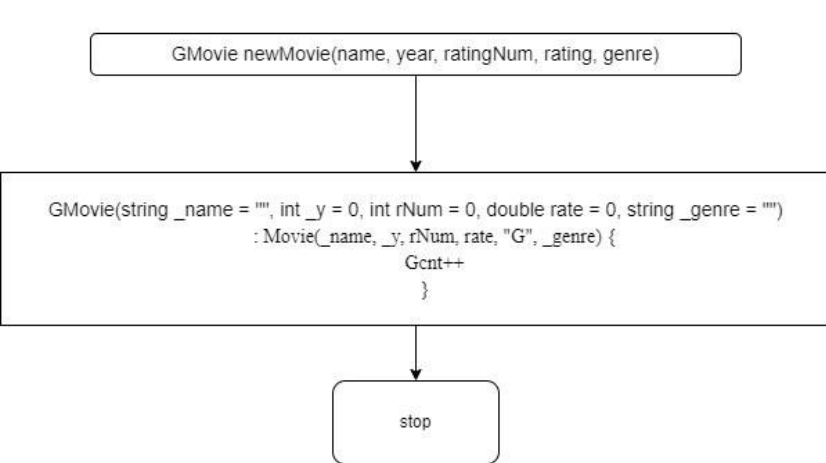 GMovie newMovie(name, year, ratingNum, rating, genre)
GMovie(string _name = "", int _y = 0, int rNum = 0, double rate = 0, string _genre = "")
: Movie(_name, _y, rNum, rate, "G", _genre) {
Gcnt++
}
stop